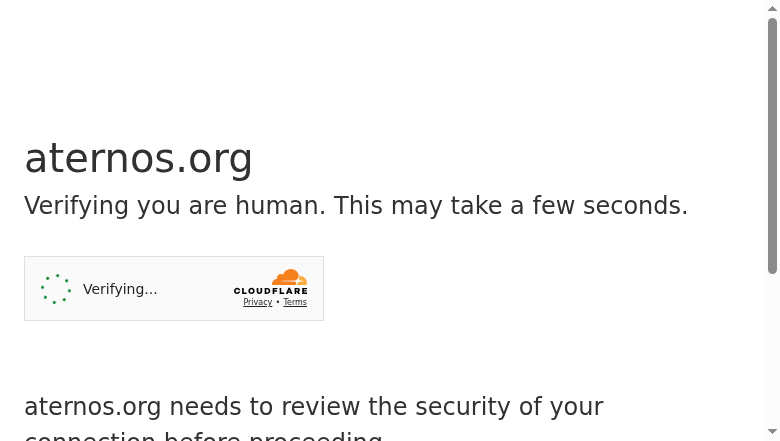 aternos.org
Verifying you are human. This may take a few seconds.
Verifying...
CLOUDFLARE
Privacy • Terms
aternos.org needs to review the security of your
connection before proceeding.